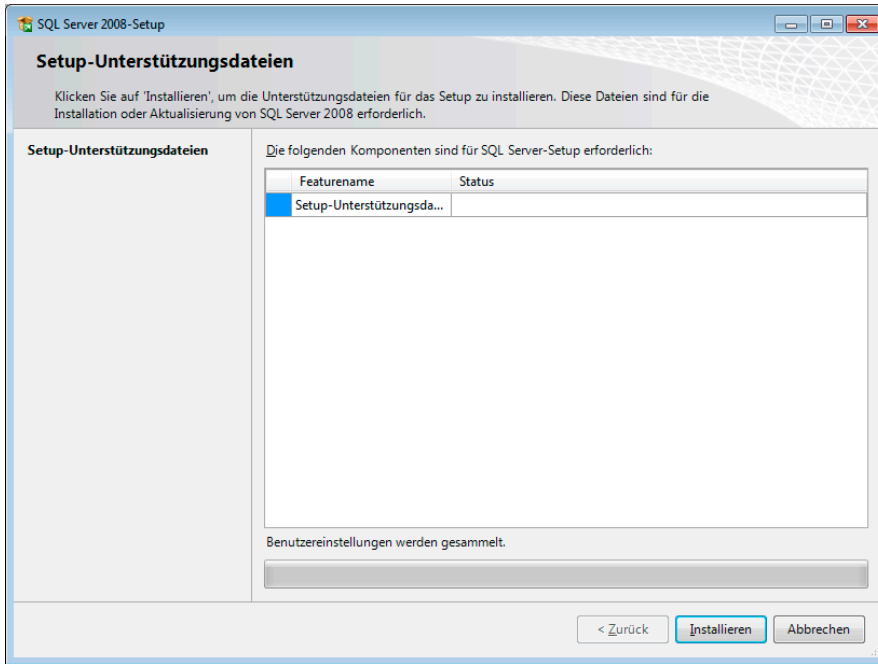 SQL Server 2008-Setup
Setup-Unterstützungsdateien
Klicken Sie auf 'Installieren', um die Unterstützungsdateien für das Setup zu installieren. Diese Dateien sind für die
Installation oder Aktualisierung von SQL Server 2008 erforderlich.
Setup-Unterstützungsdateien
Die folgenden Komponenten sind für SQL Server-Setup erforderlich:
Featurename Status
Setup-Unterstützungsda...
Benutzereinstellungen werden gesammelt.
< Zurück Installieren Abbrechen